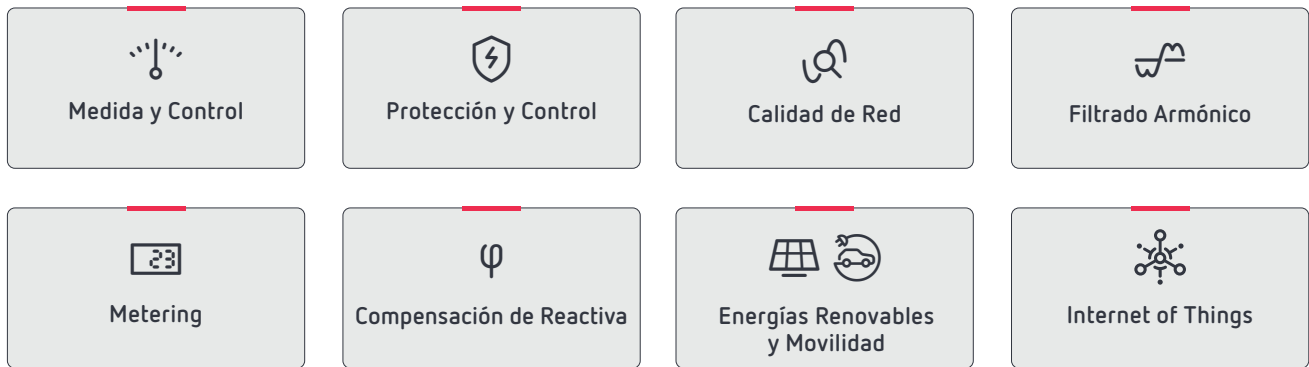 Medida y Control
Protección y Control
Calidad de Red
Filtrado Armónico
23
Metering
φ
Compensación de Reactiva
Energías Renovables
y Movilidad
Internet of Things